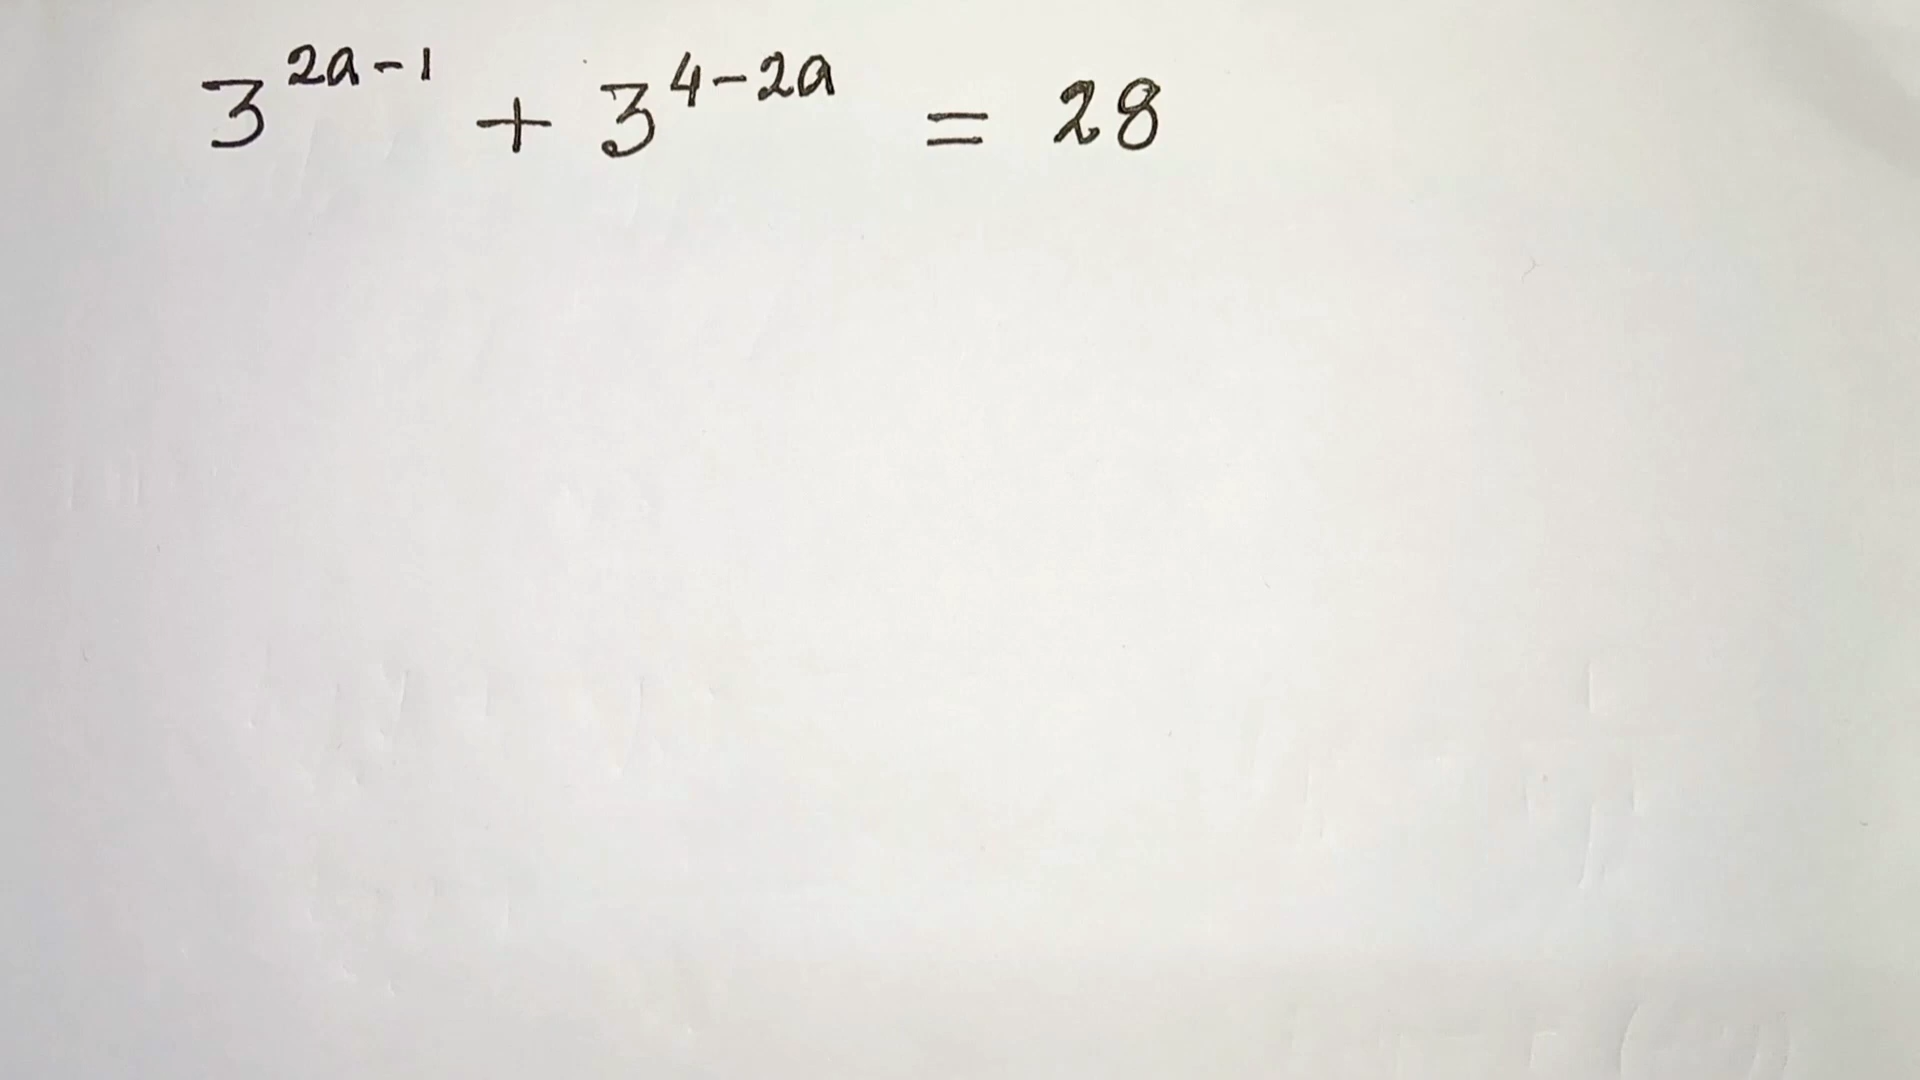 3^{2a-1} + 3^{4-2a} = 28